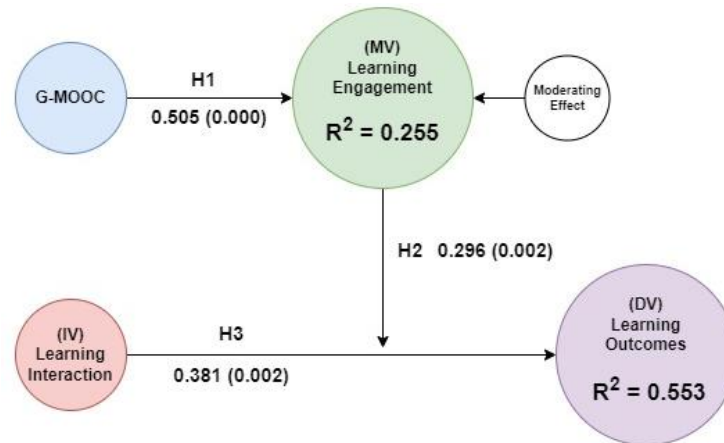 G-MOOC
H1
0.505 (0.000)
(MV)
Learning
Engagement
R² = 0.255
Moderating
Effect
H2 0.296 (0.002)
(IV)
Learning
Interaction
H3
0.381 (0.002)
(DV)
Learning
Outcomes
R² = 0.553